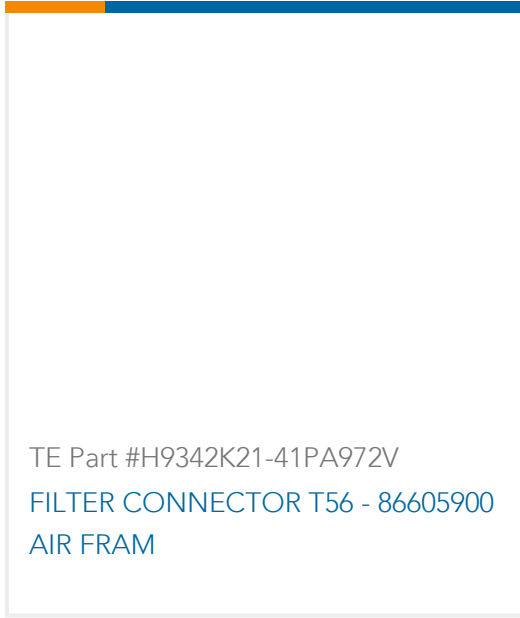 TE Part #H9342K21-41PA972V
FILTER CONNECTOR T56 - 86605900
AIR FRAM